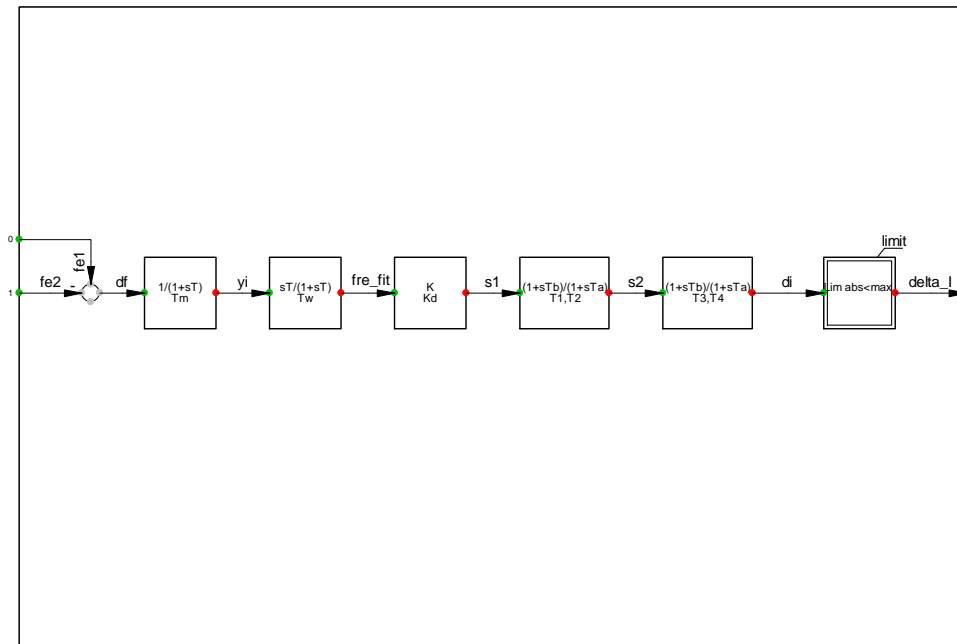 limit
0
fe1
1
fe2
-
df
1/(1+sT)
Tm
yi
sT/(1+sT)
Tw
fre_fit
K
Kd
s1
(1+sTb)/(1+sTa)
T1,T2
s2
(1+sTb)/(1+sTa)
T3,T4
di
Lim abs<max
delta_I